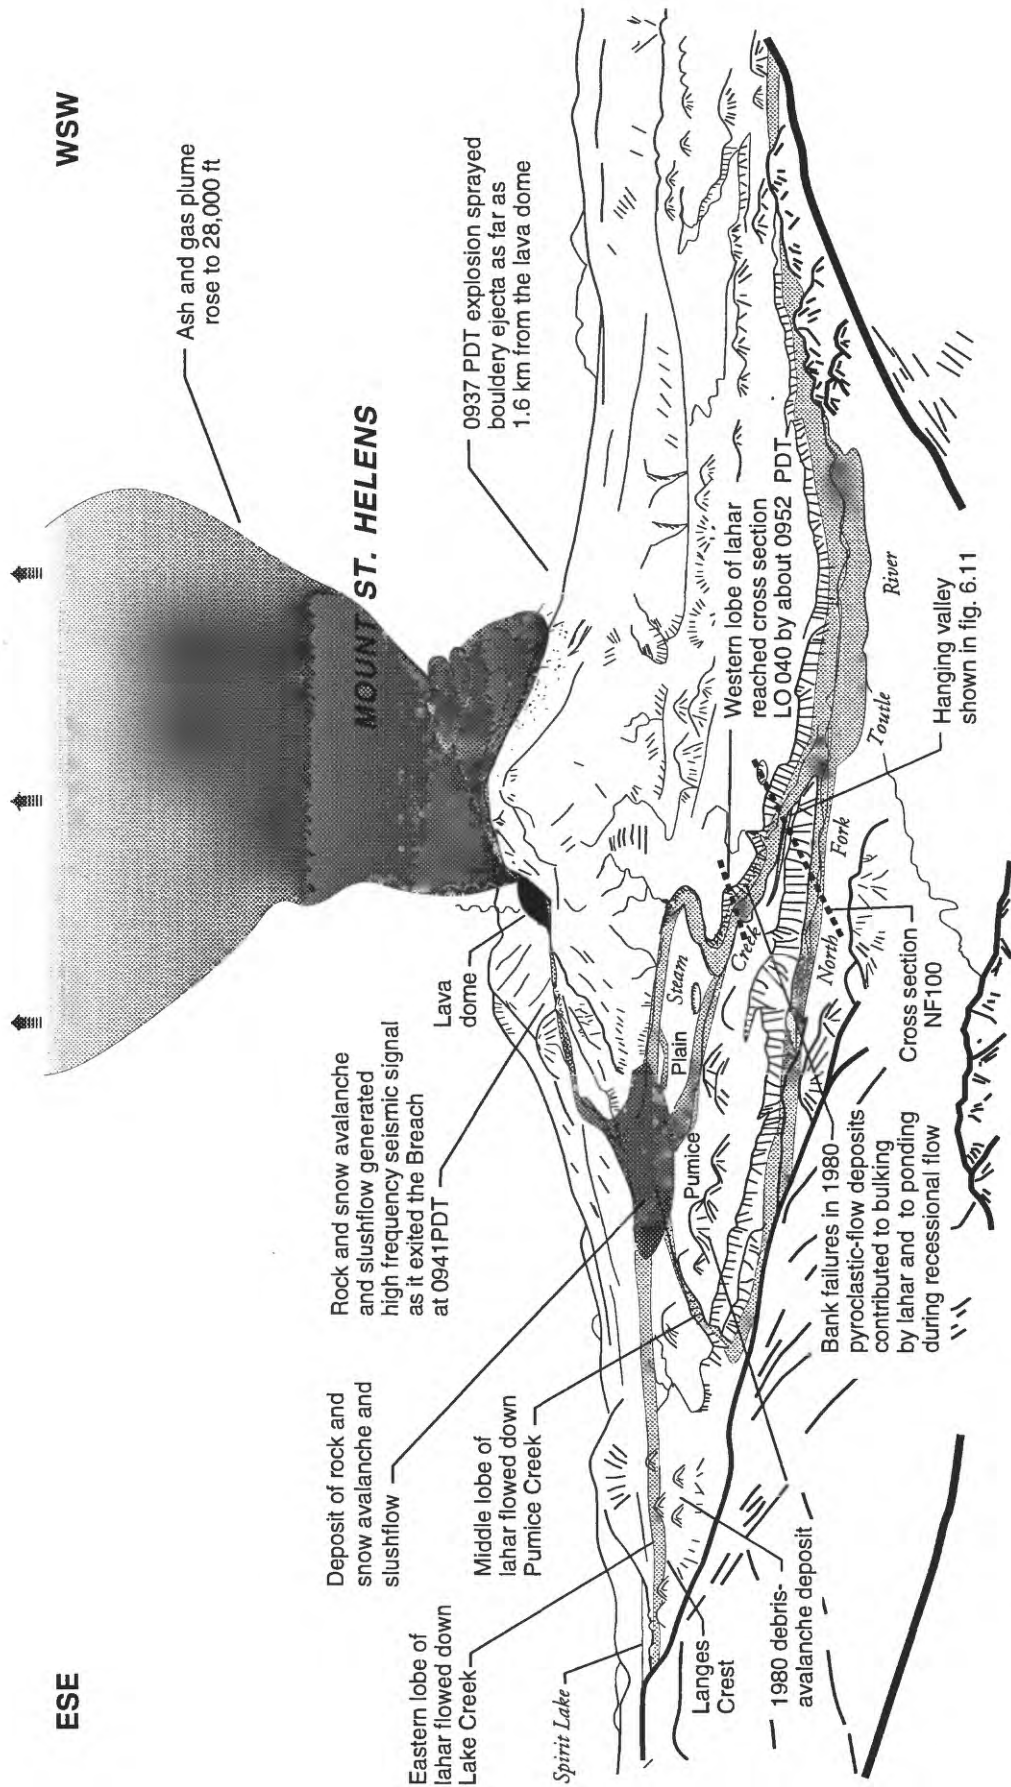 ESE
WSW
Ash and gas plume
rose to 28,000 ft
MOUNT ST. HELENS
0937 PDT explosion sprayed
bouldery ejecta as far as
1.6 km from the lava dome
Lava
dome
Rock and snow avalanche
and slushflow generated
high frequency seismic signal
as it exited the Breach
at 0941PDT
Deposit of rock and
snow avalanche and
slushflow
Middle lobe of
lahar flowed down
Pumice Creek
Eastern lobe of
lahar flowed down
Lake Creek
Spirit Lake
Langes
Crest
1980 debris-
avalanche deposit
Pumice
Plain
Steam
Creek
Western lobe of lahar
reached cross section
LO 040 by about 0952 PDT
North
Fork
Toutle
River
Hanging valley
shown in fig. 6.11
Cross section
NF100
Bank failures in 1980
pyroclastic-flow deposits
contributed to bulking
by lahar and to ponding
during recessional flow